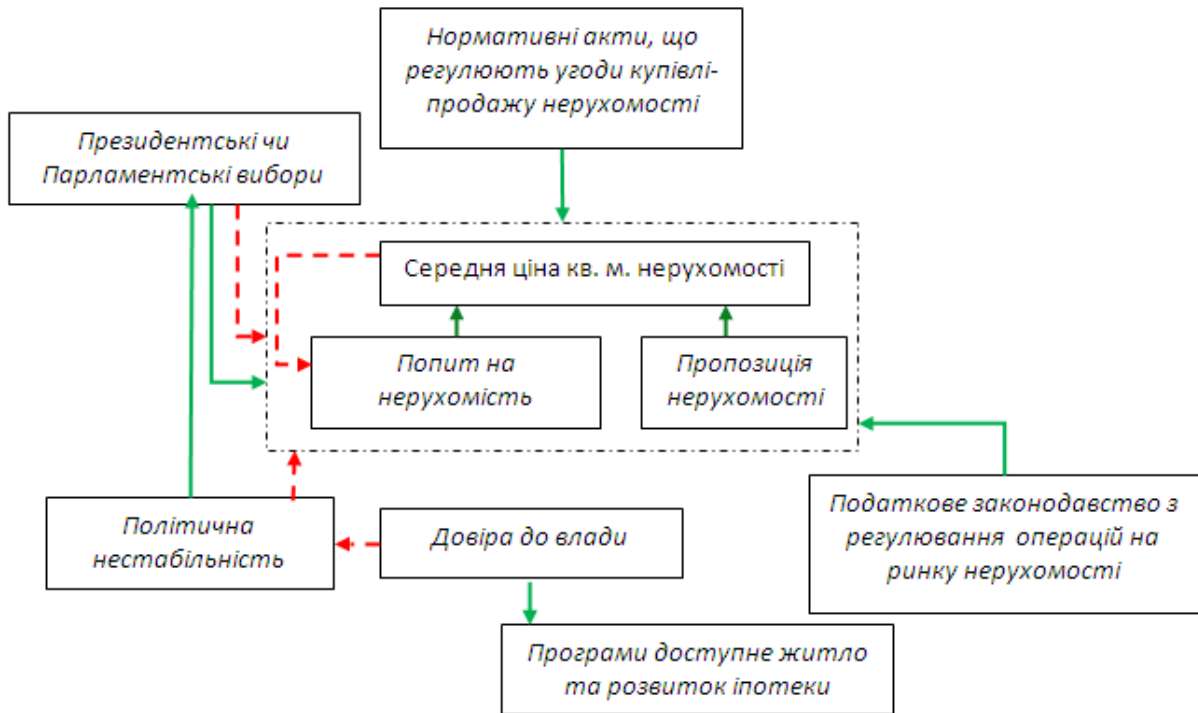 Нормативні акти, що
регулюють угоди купівлі-
продажу нерухомості
Президентські чи
Парламентські вибори
Середня ціна кв. м. нерухомості
Попит на
нерухомість
Пропозиція
нерухомості
Політична
нестабільність
Довіра до влади
Податкове законодавство з
регулювання операцій на
ринку нерухомості
Програми доступне житло
та розвиток іпотеки